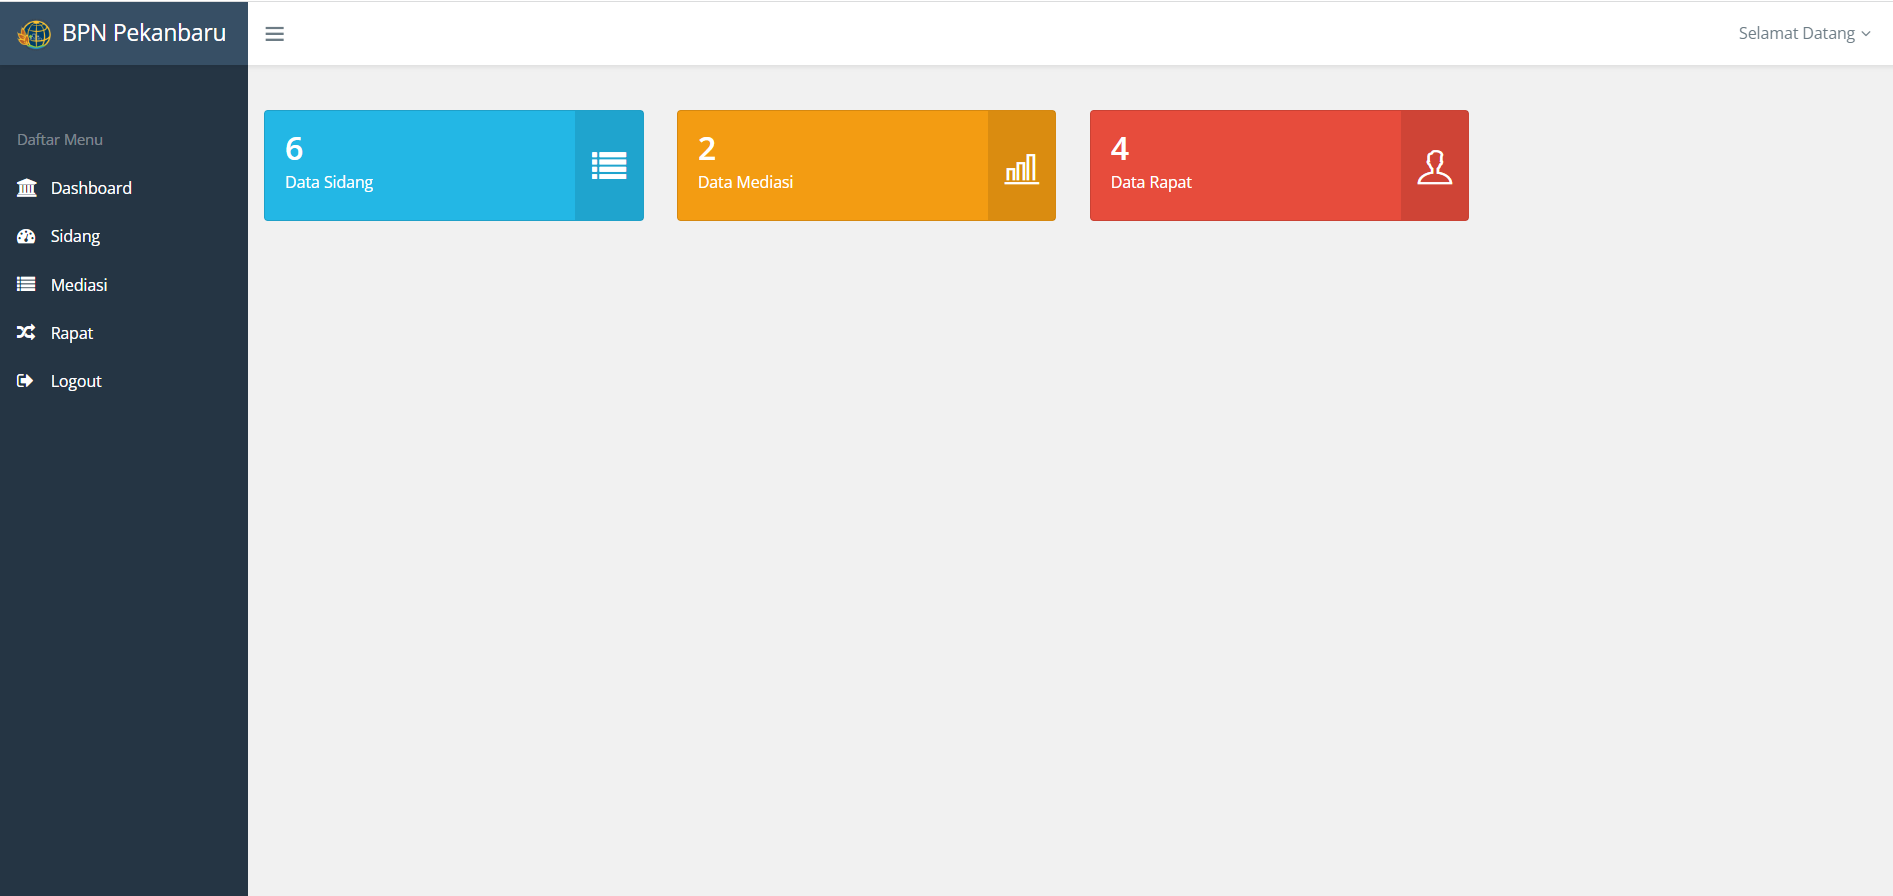 BPN Pekanbaru
Selamat Datang
Daftar Menu
Dashboard
Sidang
Mediasi
Rapat
Logout
6
Data Sidang
2
Data Mediasi
4
Data Rapat